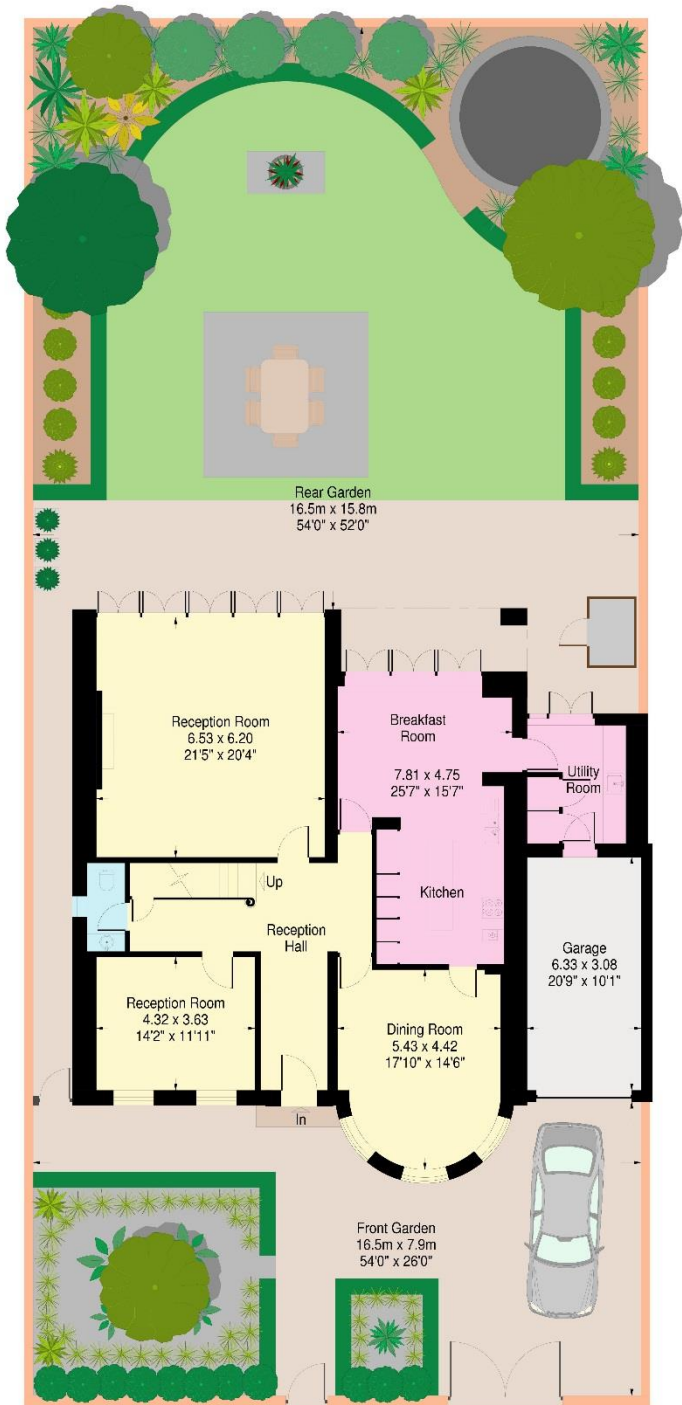 Rear Garden
16.5m x 15.8m
54'0" x 52'0"
Reception Room
6.53 x 6.20
21'5" x 20'4"
Breakfast
Room
7.81 x 4.75
25'7" x 15'7"
Utility
Room
Up
Kitchen
Reception
Hall
Garage
6.33 x 3.08
20'9" x 10'1"
Reception Room
4.32 x 3.63
14'2" x 11'11"
Dining Room
5.43 x 4.42
17'10" x 14'6"
In
Front Garden
16.5m x 7.9m
54'0" x 26'0"